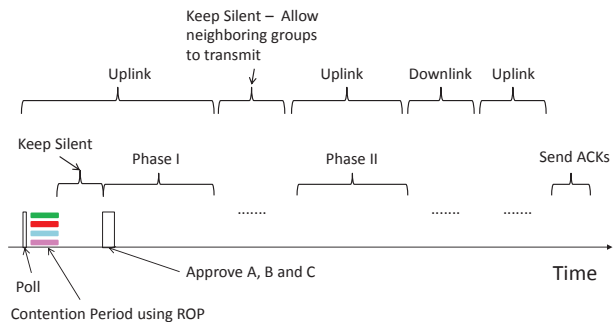 Keep Silent – Allow
neighboring groups
to transmit
Uplink
Uplink
Downlink
Uplink
Keep Silent
Phase I
Phase II
Send ACKs
.......
.......
.......
Approve A, B and C
Time
Poll
Contention Period using ROP